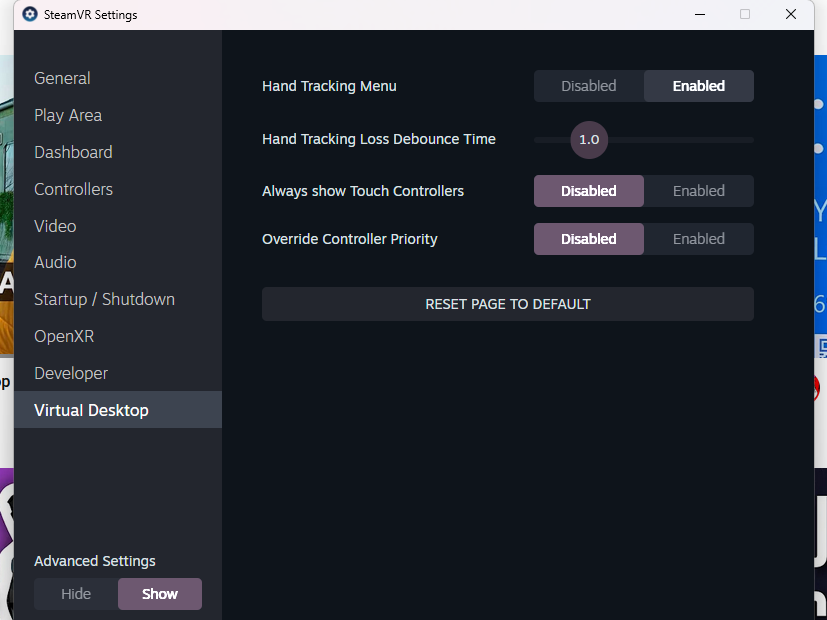 SteamVR Settings
General
Play Area
Dashboard
Controllers
Video
Audio
Startup / Shutdown
OpenXR
Developer
Virtual Desktop
Advanced Settings
Hide Show
Hand Tracking Menu Disabled Enabled
Hand Tracking Loss Debounce Time 1.0
Always show Touch Controllers Disabled Enabled
Override Controller Priority Disabled Enabled
RESET PAGE TO DEFAULT